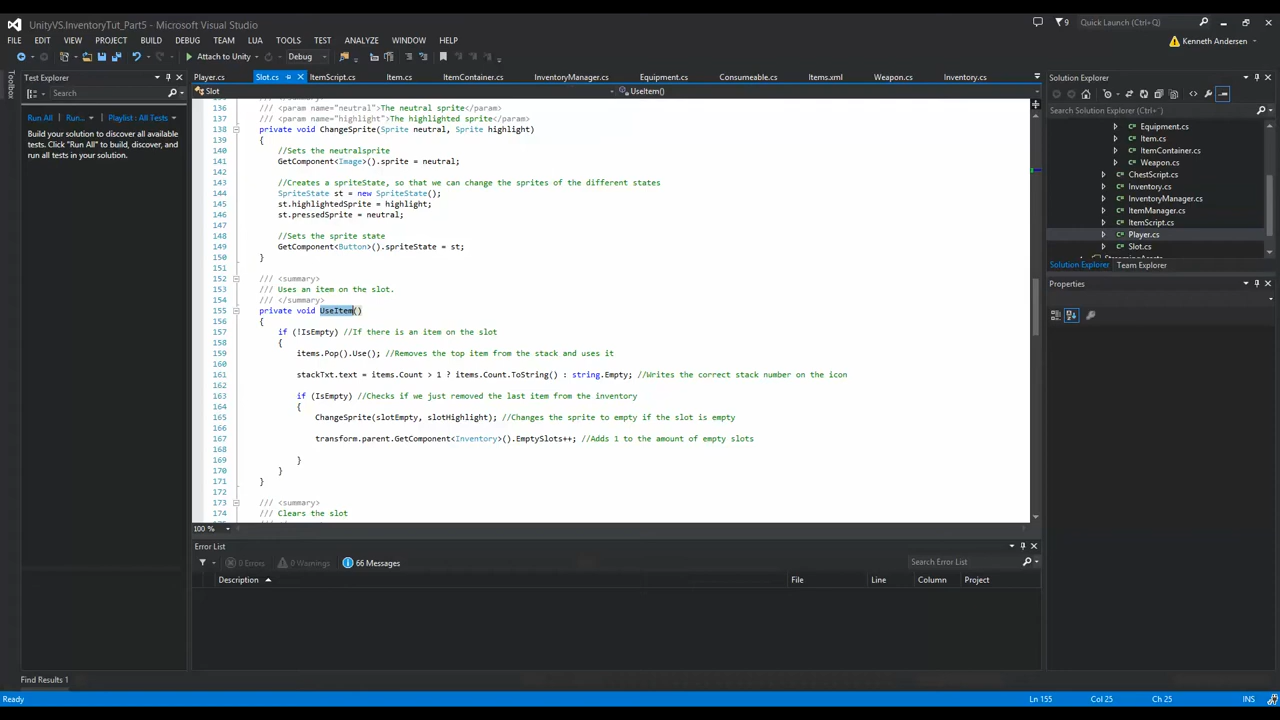 UnityVS.InventoryTut_Part5 - Microsoft Visual Studio
9
Quick Launch (Ctrl+Q)
FILE EDIT VIEW PROJECT BUILD DEBUG TEAM LUA TOOLS TEST ANALYZE WINDOW HELP
Kenneth Andersen
Attach to Unity
Debug
Toolbox
Test Explorer
Search
Run All Run... Playlist : All Tests
Build your solution to discover all available
tests. Click "Run All" to build, discover, and
run all tests in your solution.
Player.cs Slot.cs ItemScript.cs Item.cs ItemContainer.cs InventoryManager.cs Equipment.cs Consumeable.cs Items.xml Weapon.cs Inventory.cs
Slot
UseItem()
136 /// <param name="neutral">The neutral sprite</param>
137 /// <param name="highlight">The highlighted sprite</param>
138 private void ChangeSprite(Sprite neutral, Sprite highlight)
139 {
140 //Sets the neutralsprite
141 GetComponent<Image>().sprite = neutral;
142
143 //Creates a spriteState, so that we can change the sprites of the different states
144 SpriteState st = new SpriteState();
145 st.highlightedSprite = highlight;
146 st.pressedSprite = neutral;
147
148 //Sets the sprite state
149 GetComponent<Button>().spriteState = st;
150 }
151
152 /// <summary>
153 /// Uses an item on the slot.
154 /// </summary>
155 private void UseItem()
156 {
157 if (!IsEmpty) //If there is an item on the slot
158 {
159 items.Pop().Use(); //Removes the top item from the stack and uses it
160
161 stackTxt.text = items.Count > 1 ? items.Count.ToString() : string.Empty; //Writes the correct stack number on the icon
162
163 if (IsEmpty) //Checks if we just removed the last item from the inventory
164 {
165 ChangeSprite(slotEmpty, slotHighlight); //Changes the sprite to empty if the slot is empty
166
167 transform.parent.GetComponent<Inventory>().EmptySlots++; //Adds 1 to the amount of empty slots
168
169 }
170 }
171 }
172
173 /// <summary>
174 /// Clears the slot
100 %
Solution Explorer
Search Solution Explorer (Ctrl+;)
Equipment.cs
Item.cs
ItemContainer.cs
Weapon.cs
ChestScript.cs
Inventory.cs
InventoryManager.cs
ItemManager.cs
ItemScript.cs
Player.cs
Slot.cs
Solution Explorer Team Explorer
Properties
Error List
0 Errors 0 Warnings 66 Messages
Search Error List
Description File Line Column Project
Find Results 1
Ready
Ln 155 Col 25 Ch 25 INS